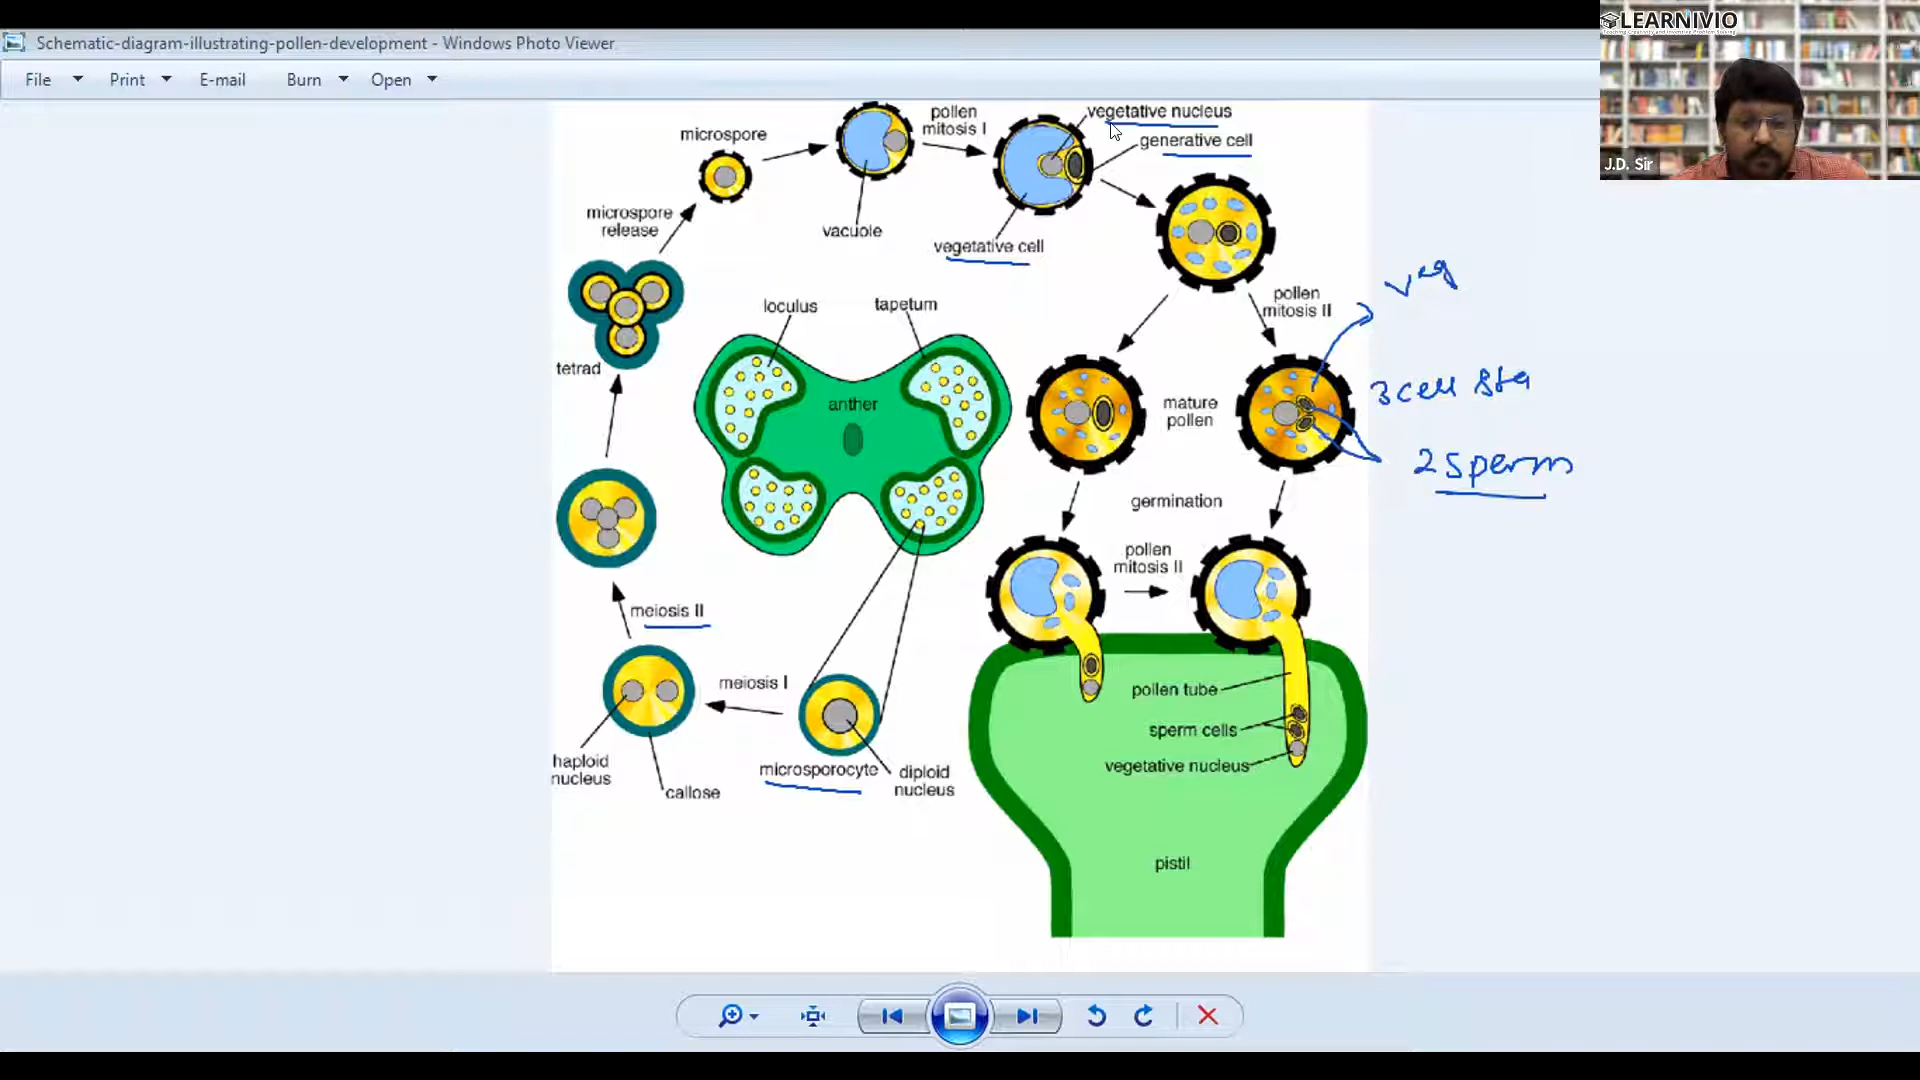 LEARNIVIO
Schematic-diagram-illustrating-pollen-development - Windows Photo Viewer
File Print E-mail Burn Open
J.D. Sir
vegetative nucleus
pollen
mitosis I
microspore
generative cell
microspore
release
vacuole
vegetative cell
veg
pollen
mitosis II
loculus
tapetum
tetrad
anther
mature
pollen
3 cell sta
2 sperm
germination
pollen
mitosis II
meiosis II
meiosis I
pollen tube
sperm cells
vegetative nucleus
haploid
nucleus
callose
microsporocyte
diploid
nucleus
pistil